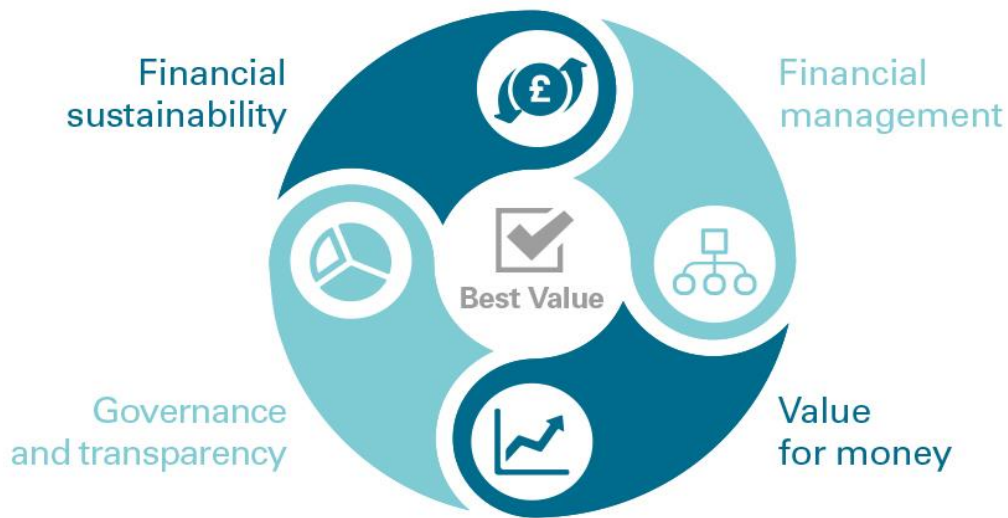 Financial
sustainability
£
Financial
management
Best Value
Governance
and transparency
Value
for money